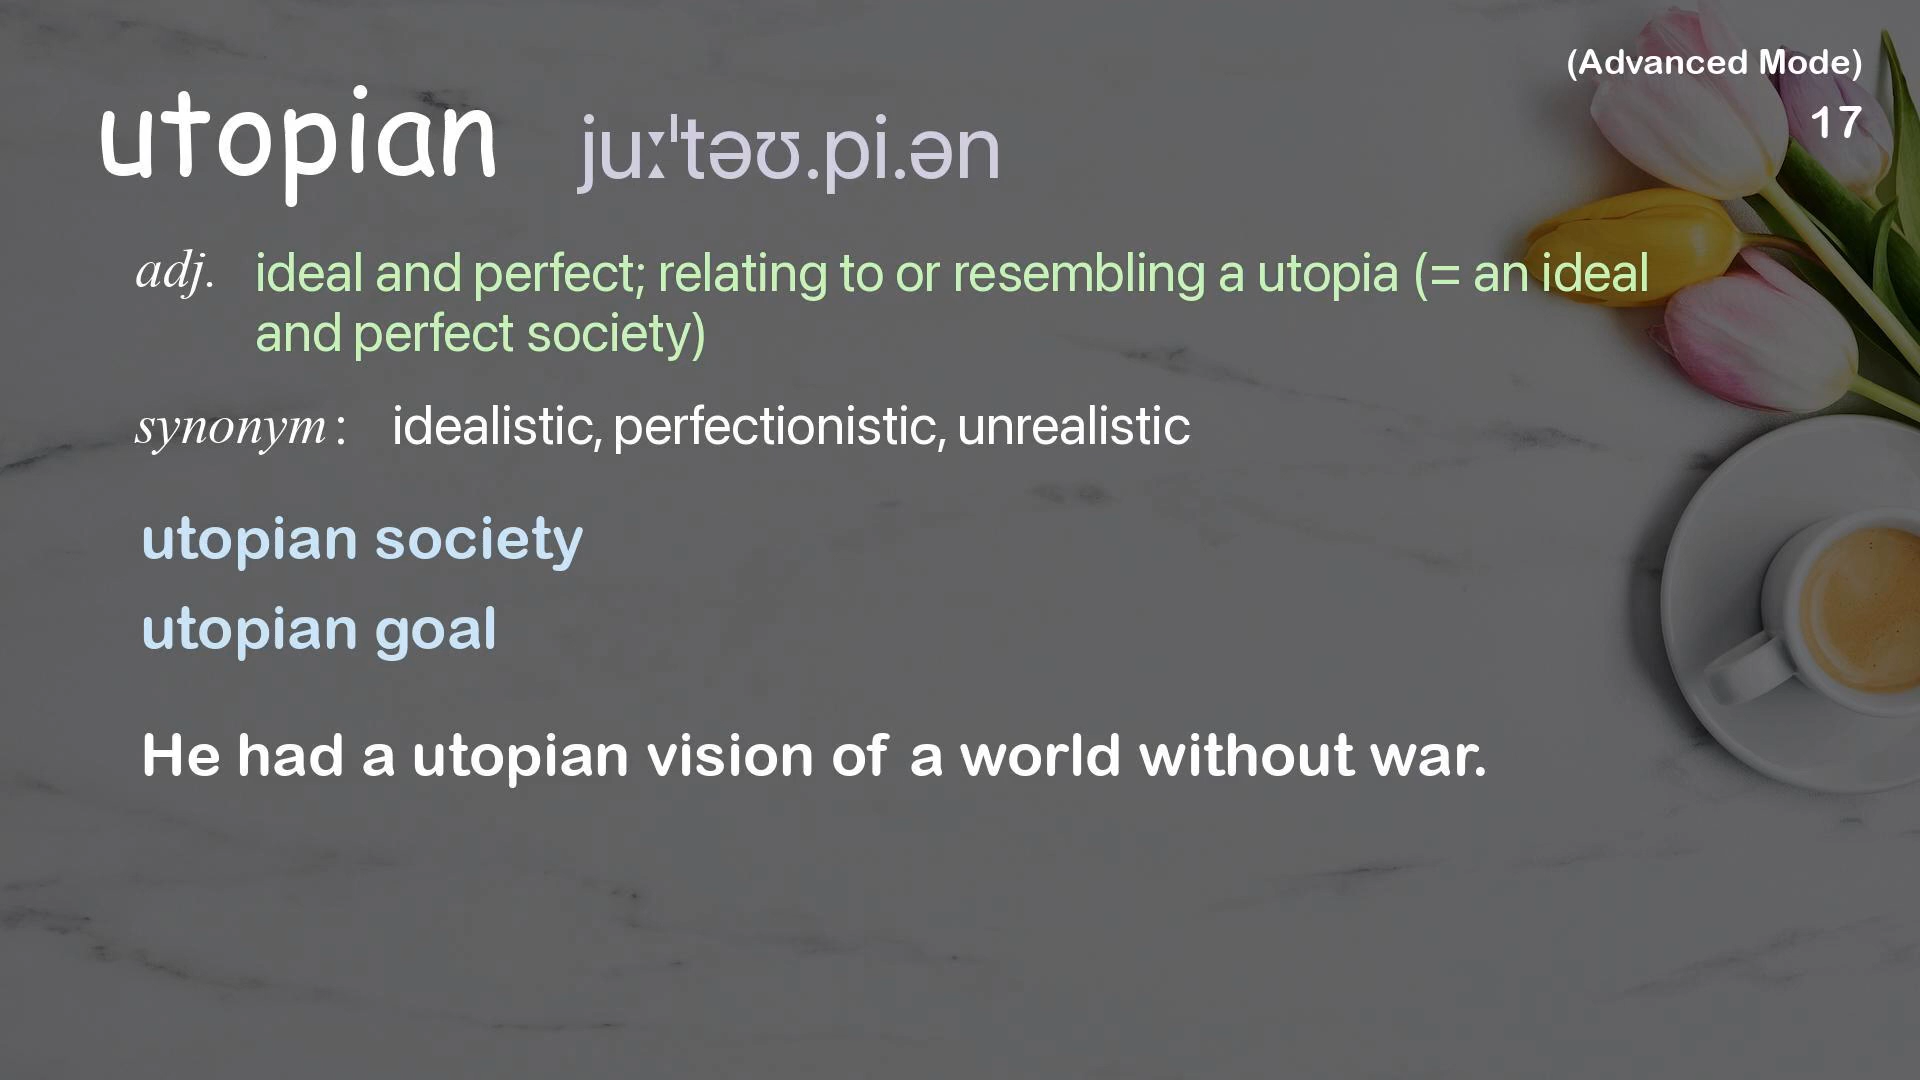 (Advanced Mode)
17
utopian juːˈtəʊ.pi.ən
adj. ideal and perfect; relating to or resembling a utopia (= an ideal
and perfect society)
synonym: idealistic, perfectionistic, unrealistic
utopian society
utopian goal
He had a utopian vision of a world without war.